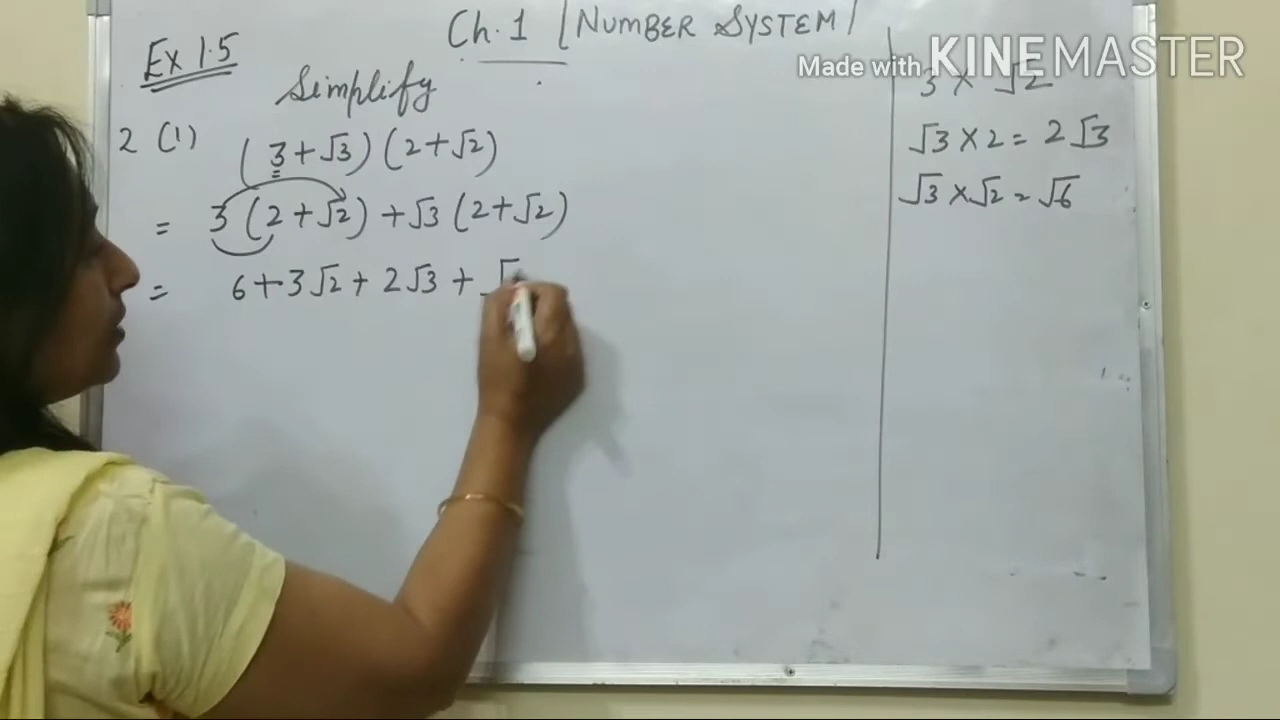 Ch.1 | NUMBER SYSTEM |
Made with KINEMASTER
Ex 1.5
Simplify
2 (1) (3+√3)(2+√2)
= 3(2+√2)+√3(2+√2)
= 6+3√2+2√3+√
3 × √2
√3×2=2√3
√3×√2=√6